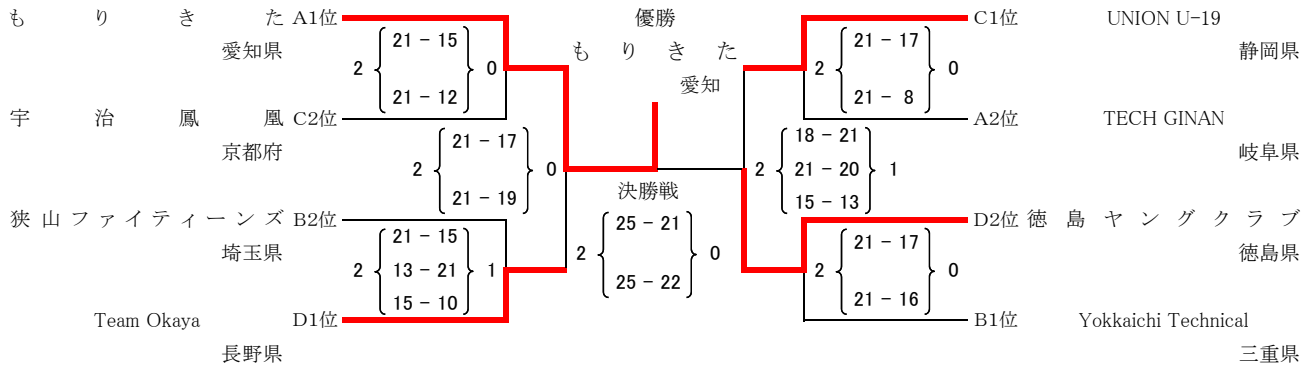 もりきた A1位
愛知県
21 - 15
2 0
21 - 12
宇治鳳凰 C2位
京都府
21 - 17
2 0
21 - 19
狭山ファイティーンズ B2位
埼玉県
21 - 15
2 13 - 21 1
15 - 10
Team Okaya D1位
長野県
優勝
もりきた
愛知
決勝戦
25 - 21
2 0
25 - 22
C1位 UNION U-19
静岡県
21 - 17
2 0
21 - 8
A2位 TECH GINAN
岐阜県
18 - 21
2 21 - 20 1
15 - 13
D2位 徳島ヤングクラブ
徳島県
21 - 17
2 0
21 - 16
B1位 Yokkaichi Technical
三重県